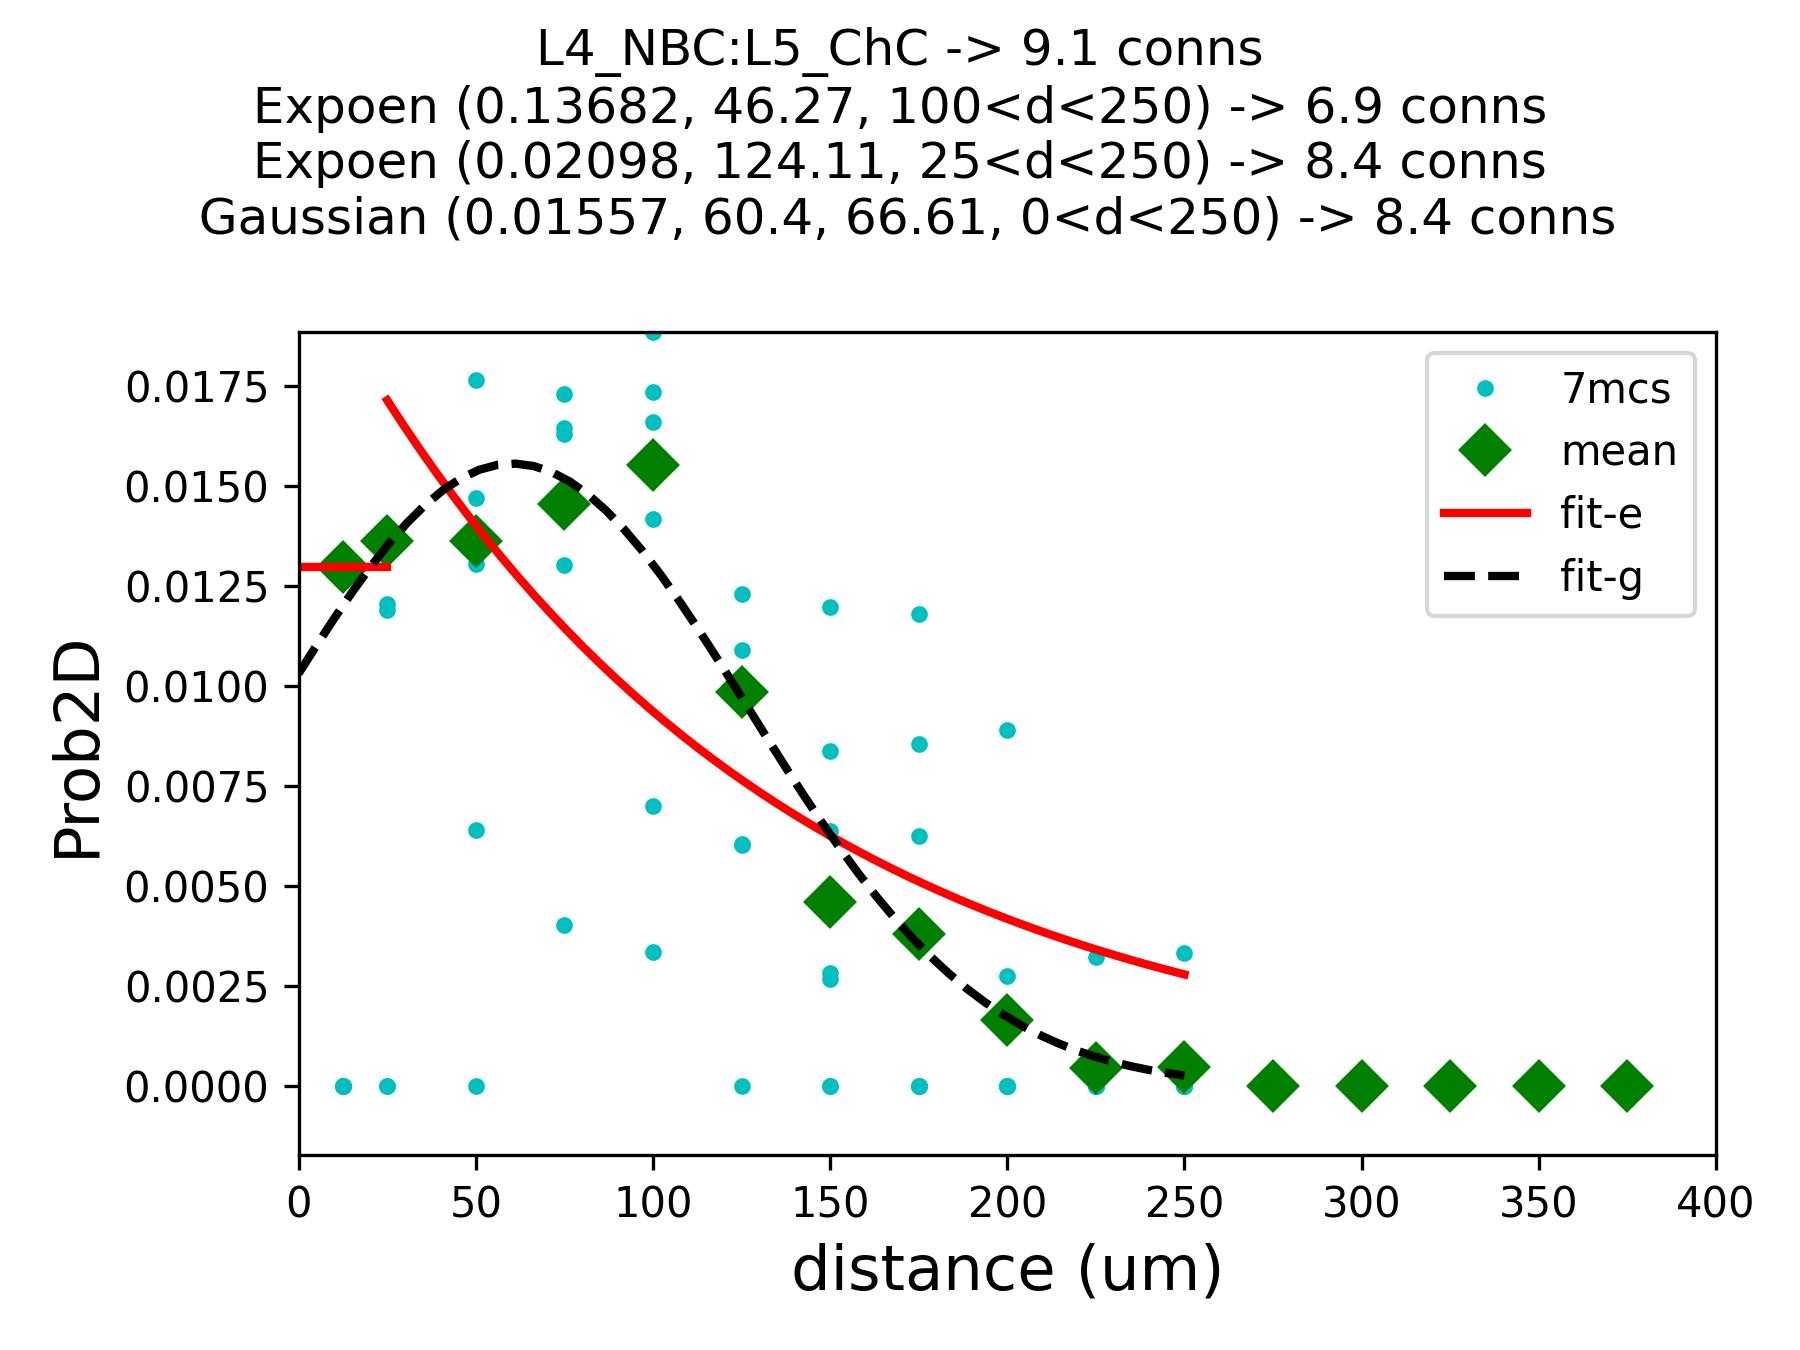 L4_NBC:L5_ChC -> 9.1 conns
Expoen (0.13682, 46.27, 100<d<250) -> 6.9 conns
Expoen (0.02098, 124.11, 25<d<250) -> 8.4 conns
Gaussian (0.01557, 60.4, 66.61, 0<d<250) -> 8.4 conns
0.0175
0.0150
0.0125
0.0100
0.0075
0.0050
0.0025
0.0000
Prob2D
7mcs
mean
fit-e
fit-g
0 50 100 150 200 250 300 350 400
distance (um)